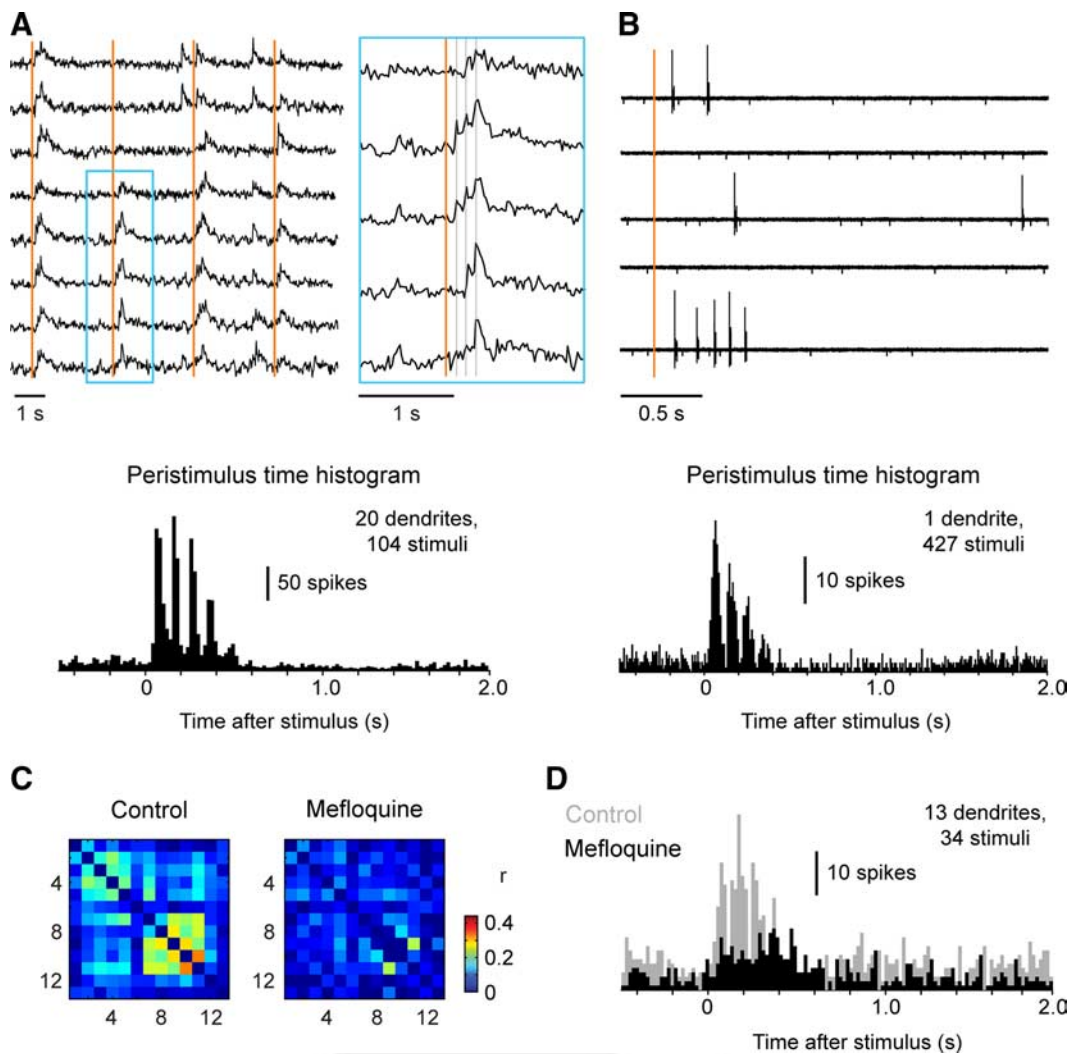 A
B
1 s
1 s
0.5 s
Peristimulus time histogram
20 dendrites,
104 stimuli
50 spikes
0 1.0 2.0
Time after stimulus (s)
Peristimulus time histogram
1 dendrite,
427 stimuli
10 spikes
0 1.0 2.0
Time after stimulus (s)
C
Control
Mefloquine
4
8
12
4 8 12
4
8
12
4 8 12
r
0.4
0.2
0
D
Control
Mefloquine
13 dendrites,
34 stimuli
10 spikes
0 1.0 2.0
Time after stimulus (s)